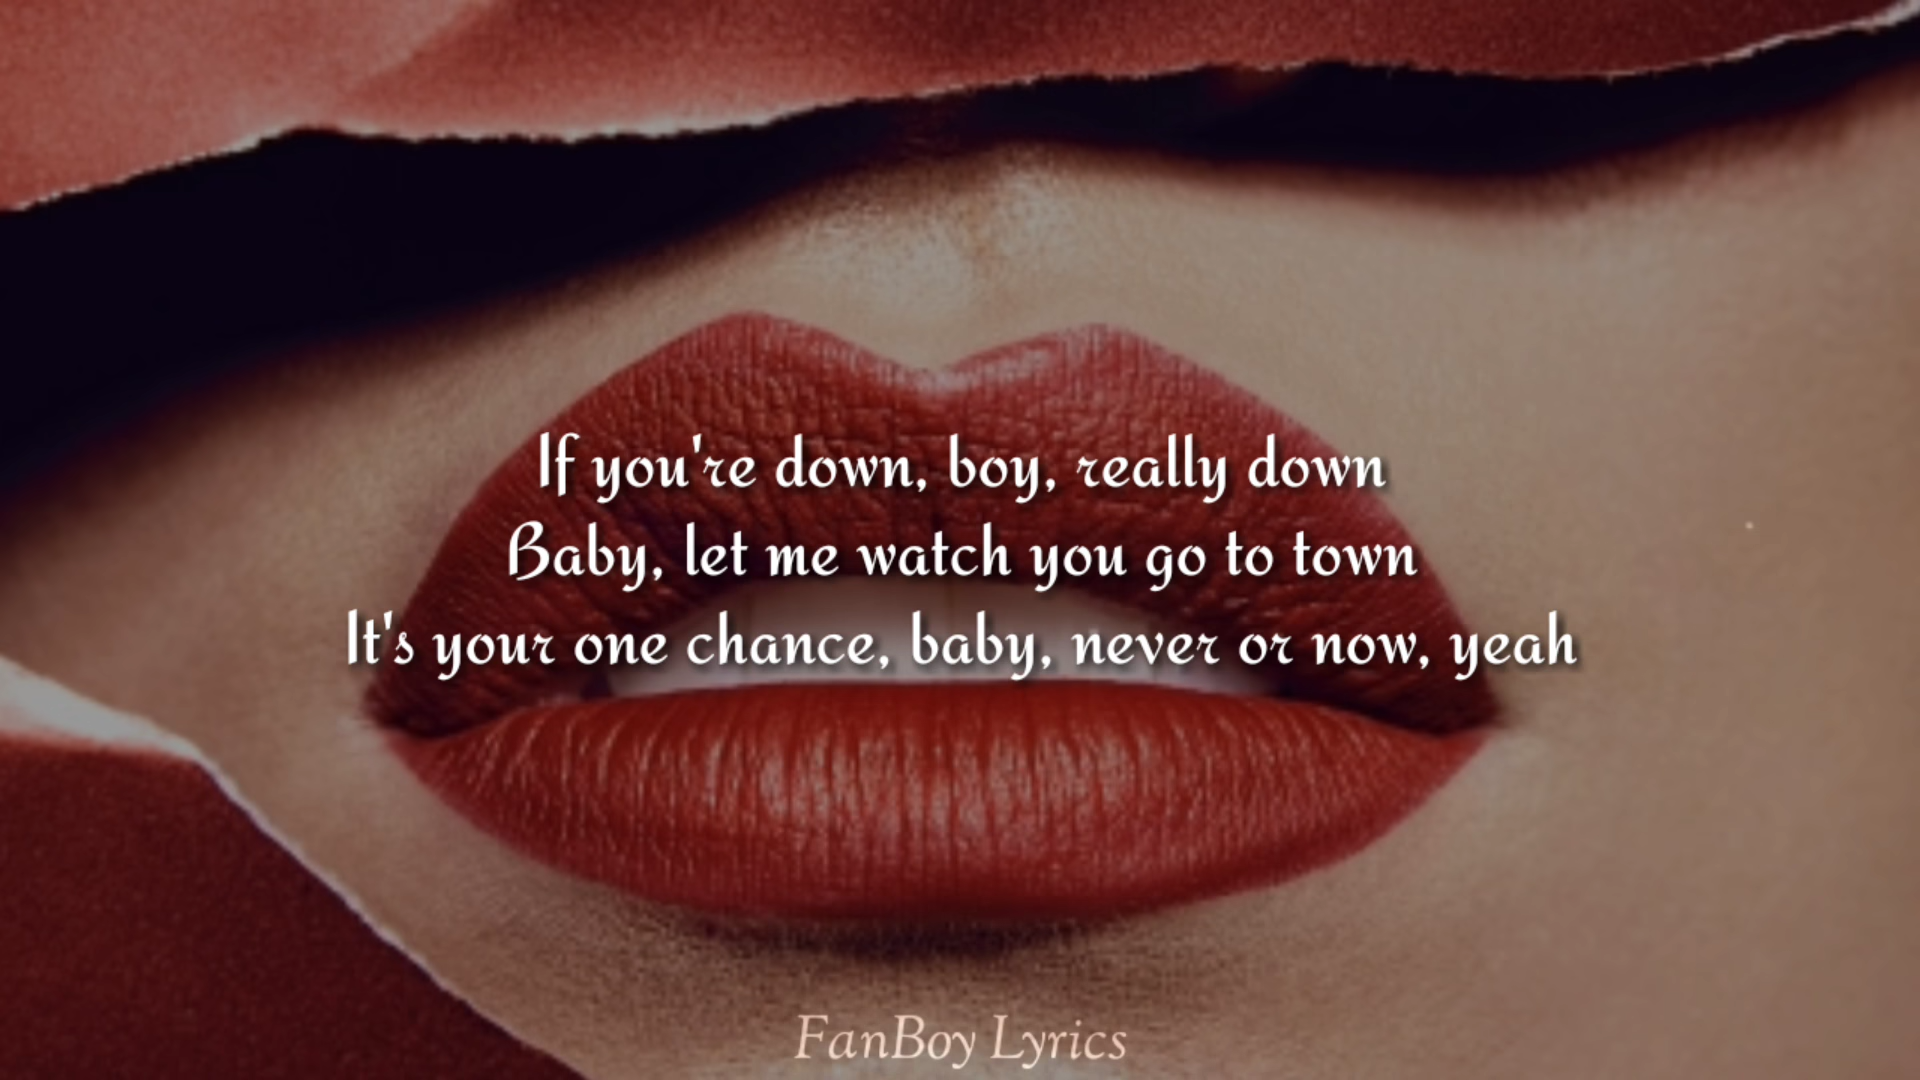 If you're down, boy, really down
Baby, let me watch you go to town
It's your one chance, baby, never or now, yeah
FanBoy Lyrics